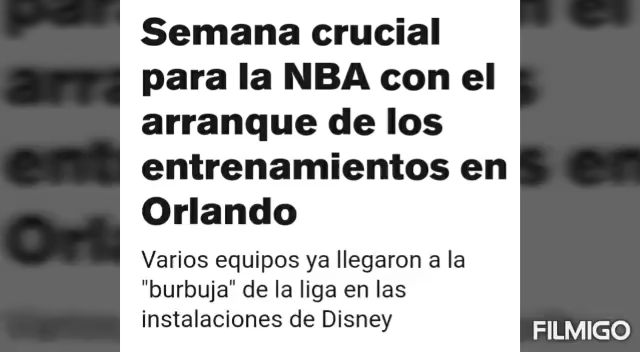 Semana crucial
para la NBA con el
arranque de los
entrenamientos en
Orlando
Varios equipos ya llegaron a la
"burbuja" de la liga en las
instalaciones de Disney
FILMIGO